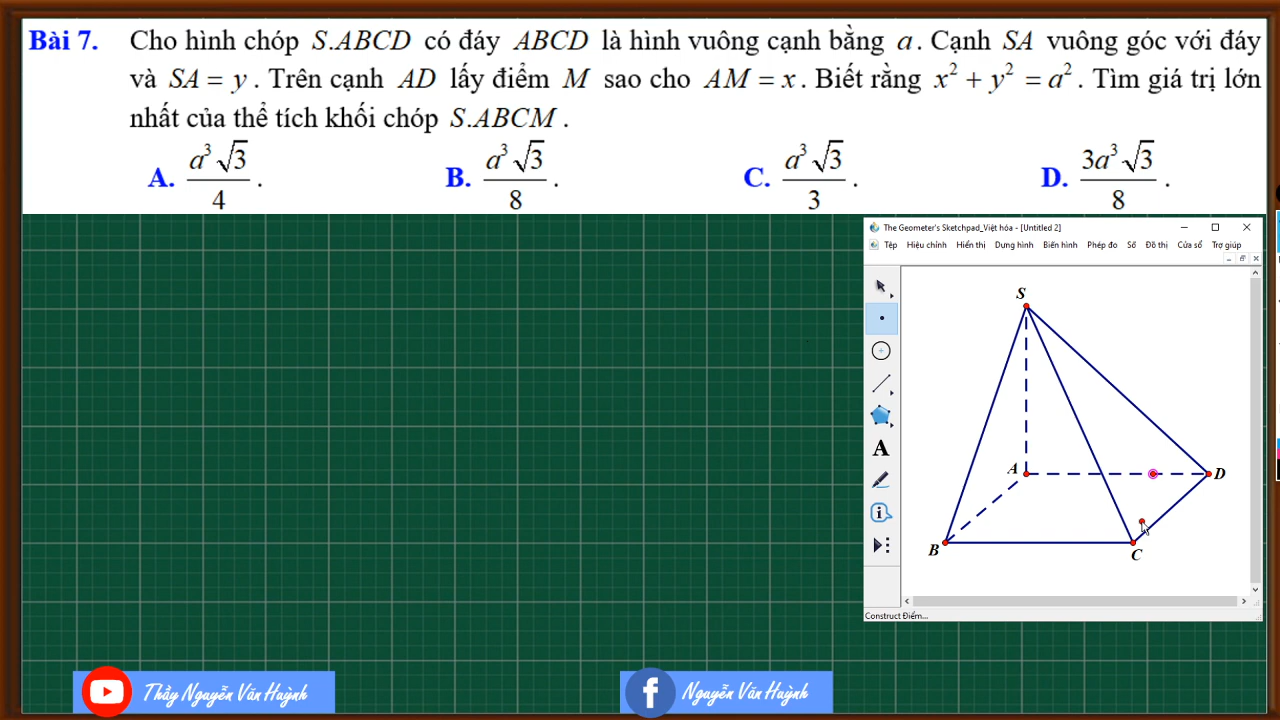 Bài 7. Cho hình chóp S.ABCD có đáy ABCD là hình vuông cạnh bằng a. Cạnh SA vuông góc với đáy
và SA = y. Trên cạnh AD lấy điểm M sao cho AM = x. Biết rằng x² + y² = a². Tìm giá trị lớn
nhất của thể tích khối chóp S.ABCM.
A. a³√3/4. B. a³√3/8. C. a³√3/3. D. 3a³√3/8.
The Geometer's Sketchpad_Việt hóa - [Untitled 2]
Tệp Hiệu chỉnh Hiển thị Dựng hình Biến hình Phép đo Số Đồ thị Cửa sổ Trợ giúp
S
A
D
A
B
C
Construct Điểm...
Thầy Nguyễn Văn Huỳnh
Nguyễn Văn Huỳnh